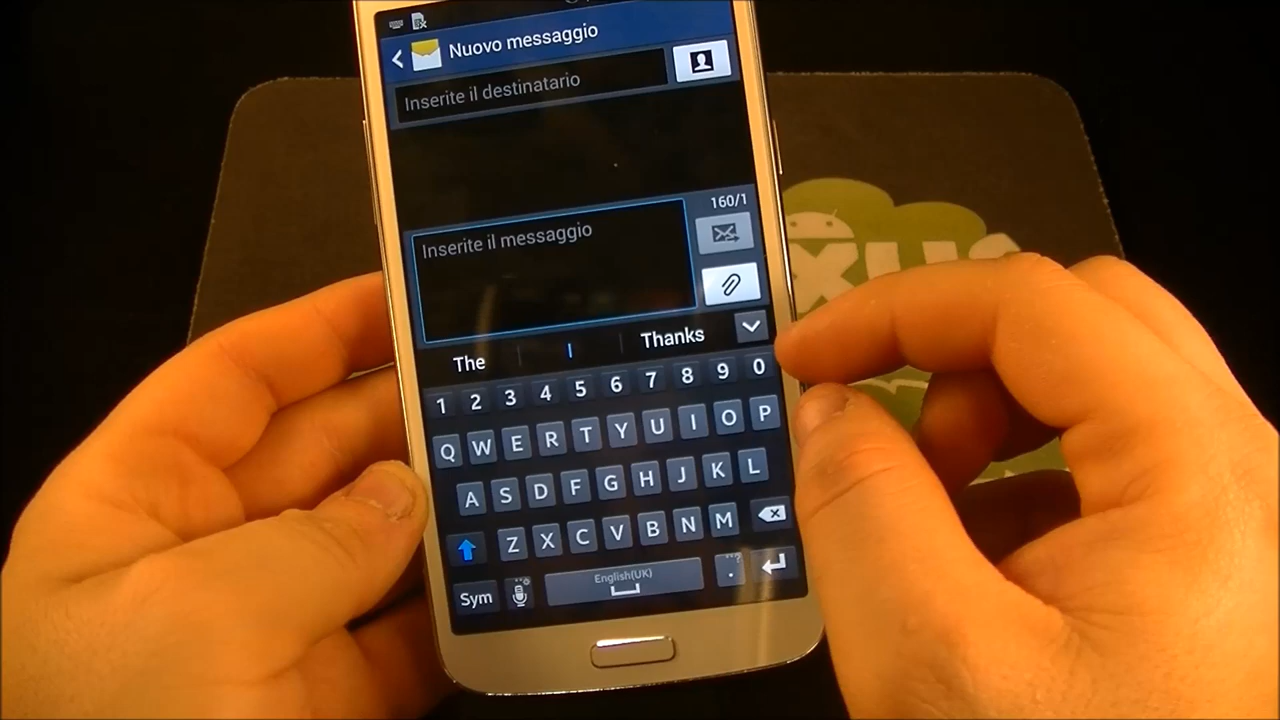 Nuovo messaggio
Inserite il destinatario
160/1
Inserite il messaggio
The I Thanks
1 2 3 4 5 6 7 8 9 0
Q W E R T Y U I O P
A S D F G H J K L
Z X C V B N M
Sym English(UK) .